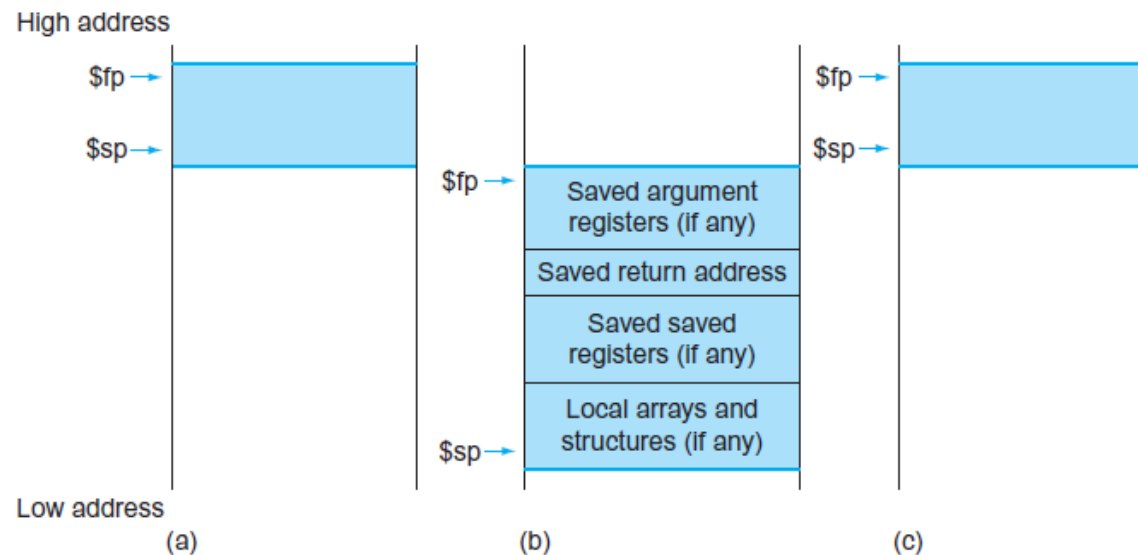 High address
$fp
$sp
$fp
Saved argument
registers (if any)
Saved return address
Saved saved
registers (if any)
Local arrays and
structures (if any)
$sp
$fp
$sp
Low address
(a)
(b)
(c)